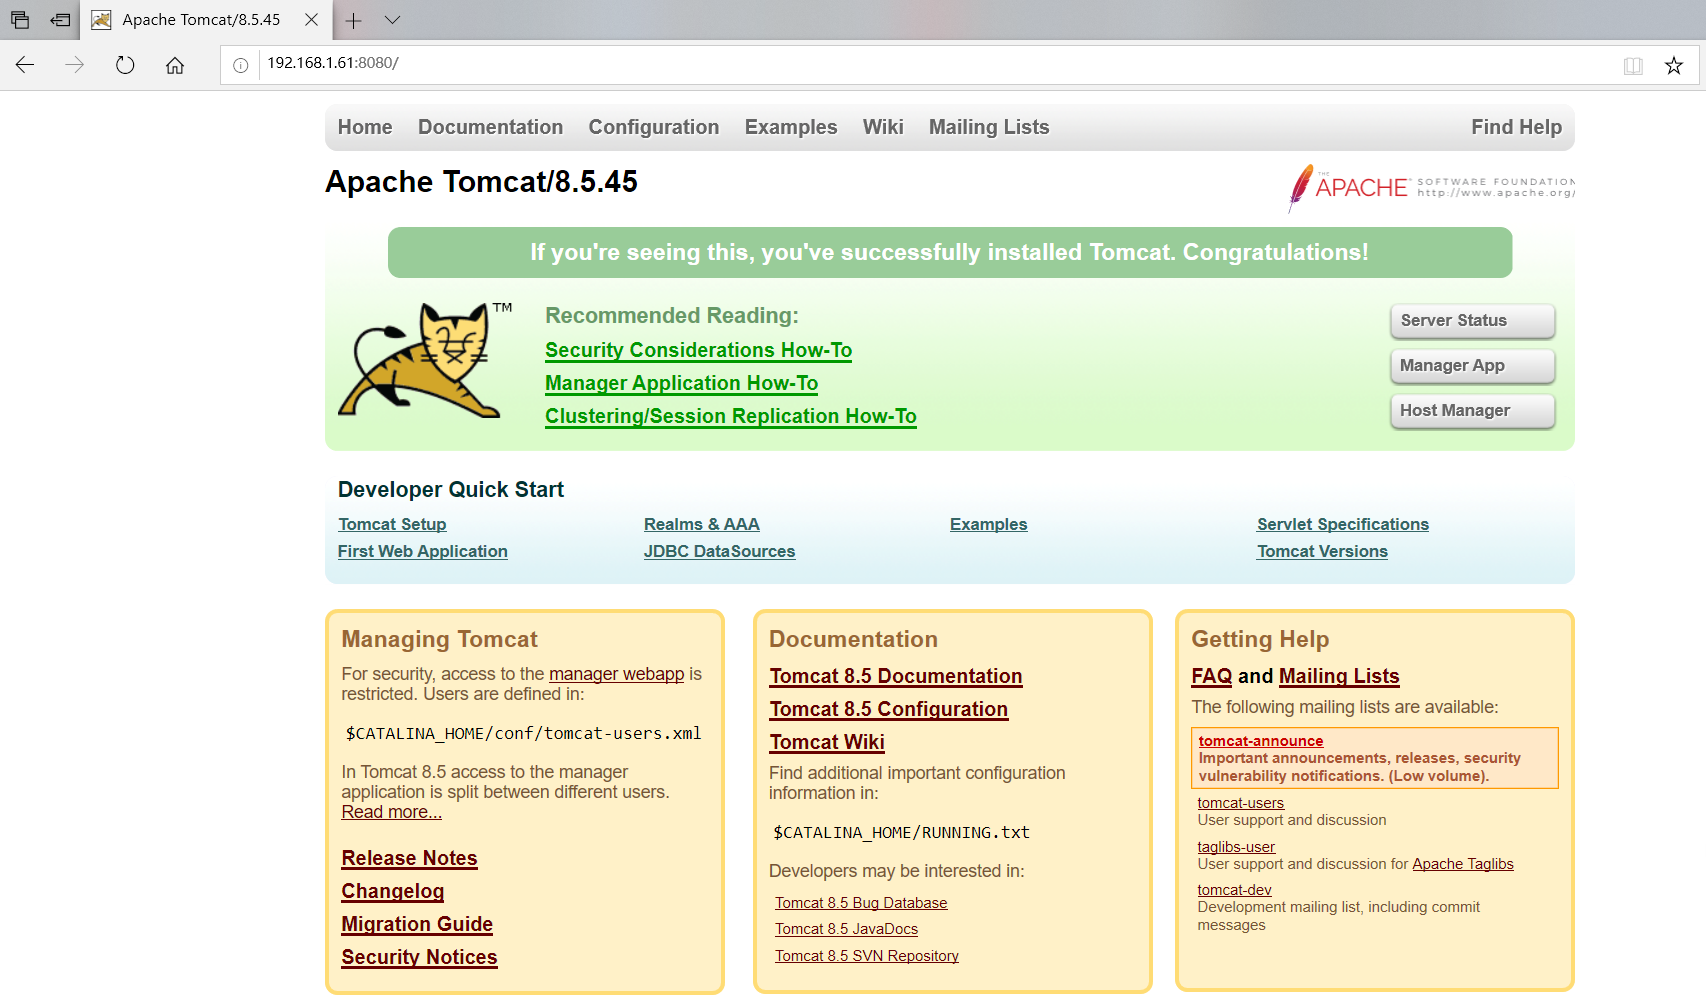 Apache Tomcat/8.5.45
192.168.1.61:8080/
Home Documentation Configuration Examples Wiki Mailing Lists Find Help
Apache Tomcat/8.5.45
THE APACHE SOFTWARE FOUNDATION
http://www.apache.org/
If you're seeing this, you've successfully installed Tomcat. Congratulations!
TM
Recommended Reading:
Security Considerations How-To
Manager Application How-To
Clustering/Session Replication How-To
Server Status
Manager App
Host Manager
Developer Quick Start
Tomcat Setup
First Web Application
Realms & AAA
JDBC DataSources
Examples
Servlet Specifications
Tomcat Versions
Managing Tomcat
For security, access to the manager webapp is
restricted. Users are defined in:
$CATALINA_HOME/conf/tomcat-users.xml
In Tomcat 8.5 access to the manager
application is split between different users.
Read more...
Release Notes
Changelog
Migration Guide
Security Notices
Documentation
Tomcat 8.5 Documentation
Tomcat 8.5 Configuration
Tomcat Wiki
Find additional important configuration
information in:
$CATALINA_HOME/RUNNING.txt
Developers may be interested in:
Tomcat 8.5 Bug Database
Tomcat 8.5 JavaDocs
Tomcat 8.5 SVN Repository
Getting Help
FAQ and Mailing Lists
The following mailing lists are available:
tomcat-announce
Important announcements, releases, security
vulnerability notifications. (Low volume).
tomcat-users
User support and discussion
taglibs-user
User support and discussion for Apache Taglibs
tomcat-dev
Development mailing list, including commit
messages